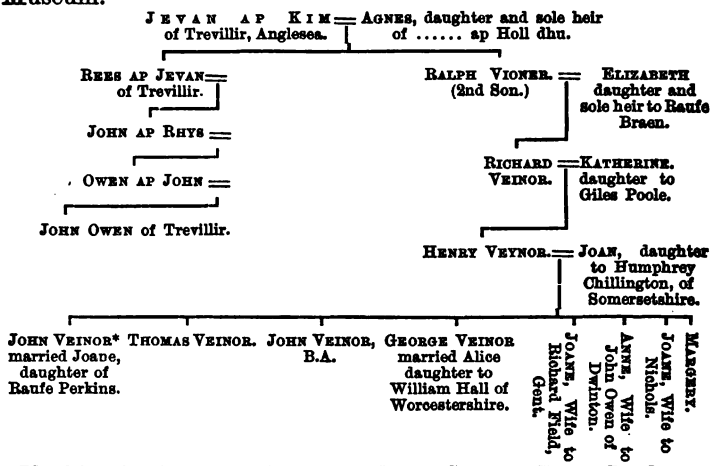 Museum.
JEVAN AP KIM = AGNES, daughter and sole heir
of Trevillir, Anglesea. of ...... ap Holl dhu.
REES AP JEVAN =
of Trevillir.
JOHN AP RHYS =
OWEN AP JOHN =
JOHN OWEN of Trevillir.
RALPH VIONER. = ELIZABETH
(2nd Son.) daughter and
sole heir to Raufe
Braen.
RICHARD = KATHERINE.
VEINOR. daughter to
Giles Poole.
HENRY VEYNOR. = JOAN, daughter
to Humphrey
Chillington, of
Somersetshire.
JOHN VEINOR*
married Joane,
daughter of
Raufe Perkins.
THOMAS VEINOR.
JOHN VEINOR,
B.A.
GEORGE VEINOR
married Alice
daughter to
William Hall of
Worcestershire.
JOANE, Wife to
Richard Field,
Gent.
ANNE, Wife to
John Owen of
Dwinton.
JOANE, Wife to
Nichols.
MARGERY.